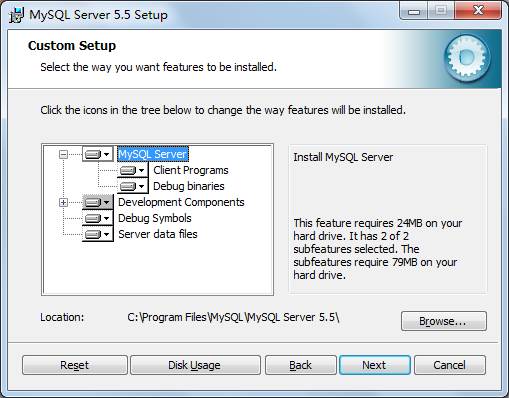 MySQL Server 5.5 Setup
Custom Setup
Select the way you want features to be installed.
Click the icons in the tree below to change the way features will be installed.
MySQL Server
Client Programs
Debug binaries
Development Components
Debug Symbols
Server data files
Install MySQL Server
This feature requires 24MB on your
hard drive. It has 2 of 2
subfeatures selected. The
subfeatures require 79MB on your
hard drive.
Location:
C:\Program Files\MySQL\MySQL Server 5.5\
Browse...
Reset
Disk Usage
Back
Next
Cancel